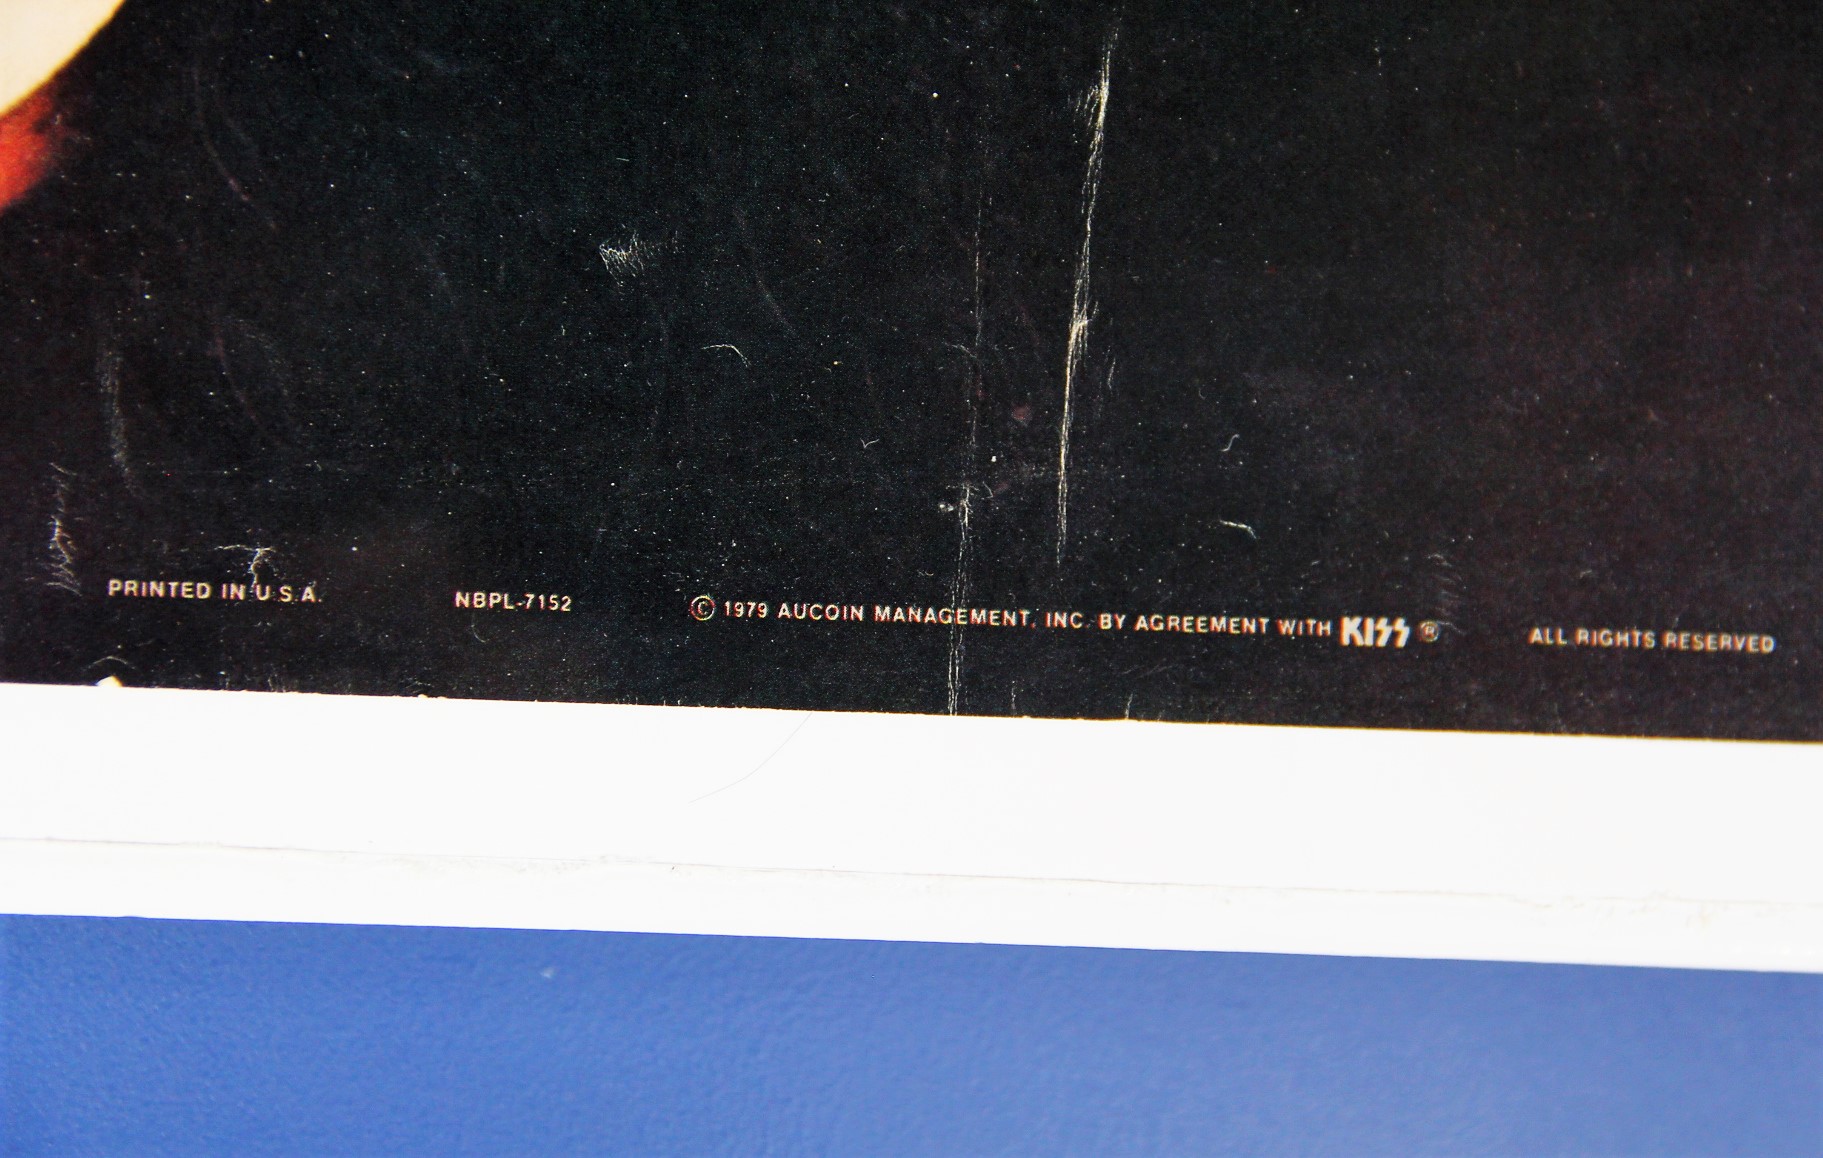 PRINTED IN U.S.A. NBPL-7152 © 1979 AUCOIN MANAGEMENT, INC. BY AGREEMENT WITH KISS ® ALL RIGHTS RESERVED